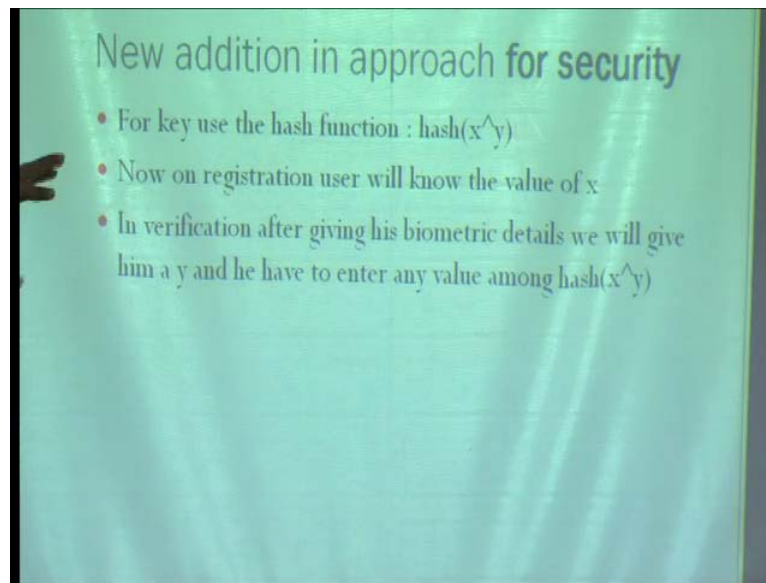 New addition in approach for security
• For key use the hash function : hash(x^y)
• Now on registration user will know the value of x
• In verification after giving his biometric details we will give
him a y and he have to enter any value among hash(x^y)